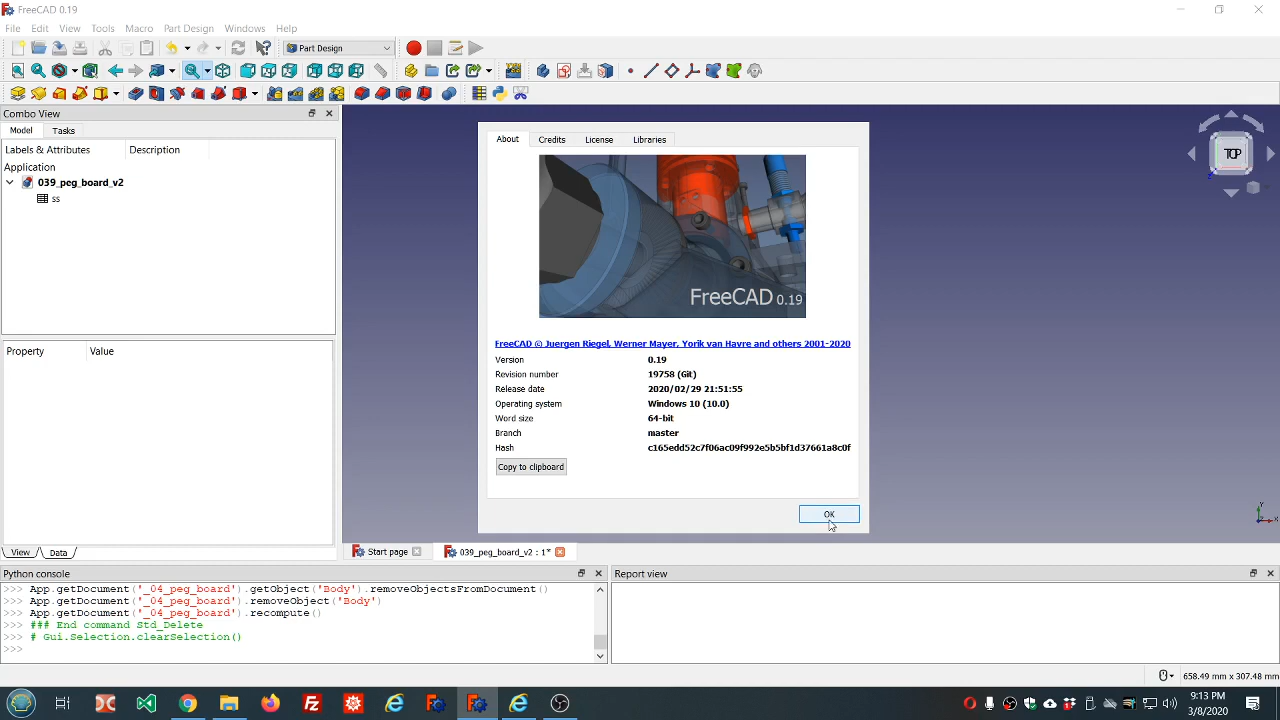 FreeCAD 0.19
File Edit View Tools Macro Part Design Windows Help
Part Design
Combo View
Model Tasks
Labels & Attributes Description
Application
039_peg_board_v2
ss
Property Value
View Data
About Credits License Libraries
FreeCAD 0.19
FreeCAD © Juergen Riegel, Werner Mayer, Yorik van Havre and others 2001-2020
Version 0.19
Revision number 19758 (Git)
Release date 2020/02/29 21:51:55
Operating system Windows 10 (10.0)
Word size 64-bit
Branch master
Hash c165edd52c7f06ac09f992e5b5bf1d37661a8c0f
Copy to clipboard
OK
TOP
Start page 039_peg_board_v2 : 1*
Python console
>>> App.getDocument('_04_peg_board').getObject('Body').removeObjectsFromDocument()
>>> App.getDocument('_04_peg_board').removeObject('Body')
>>> App.getDocument('_04_peg_board').recompute()
>>> ### End command Std_Delete
>>> # Gui.Selection.clearSelection()
>>>
Report view
658.49 mm x 307.48 mm
9:13 PM
3/8/2020